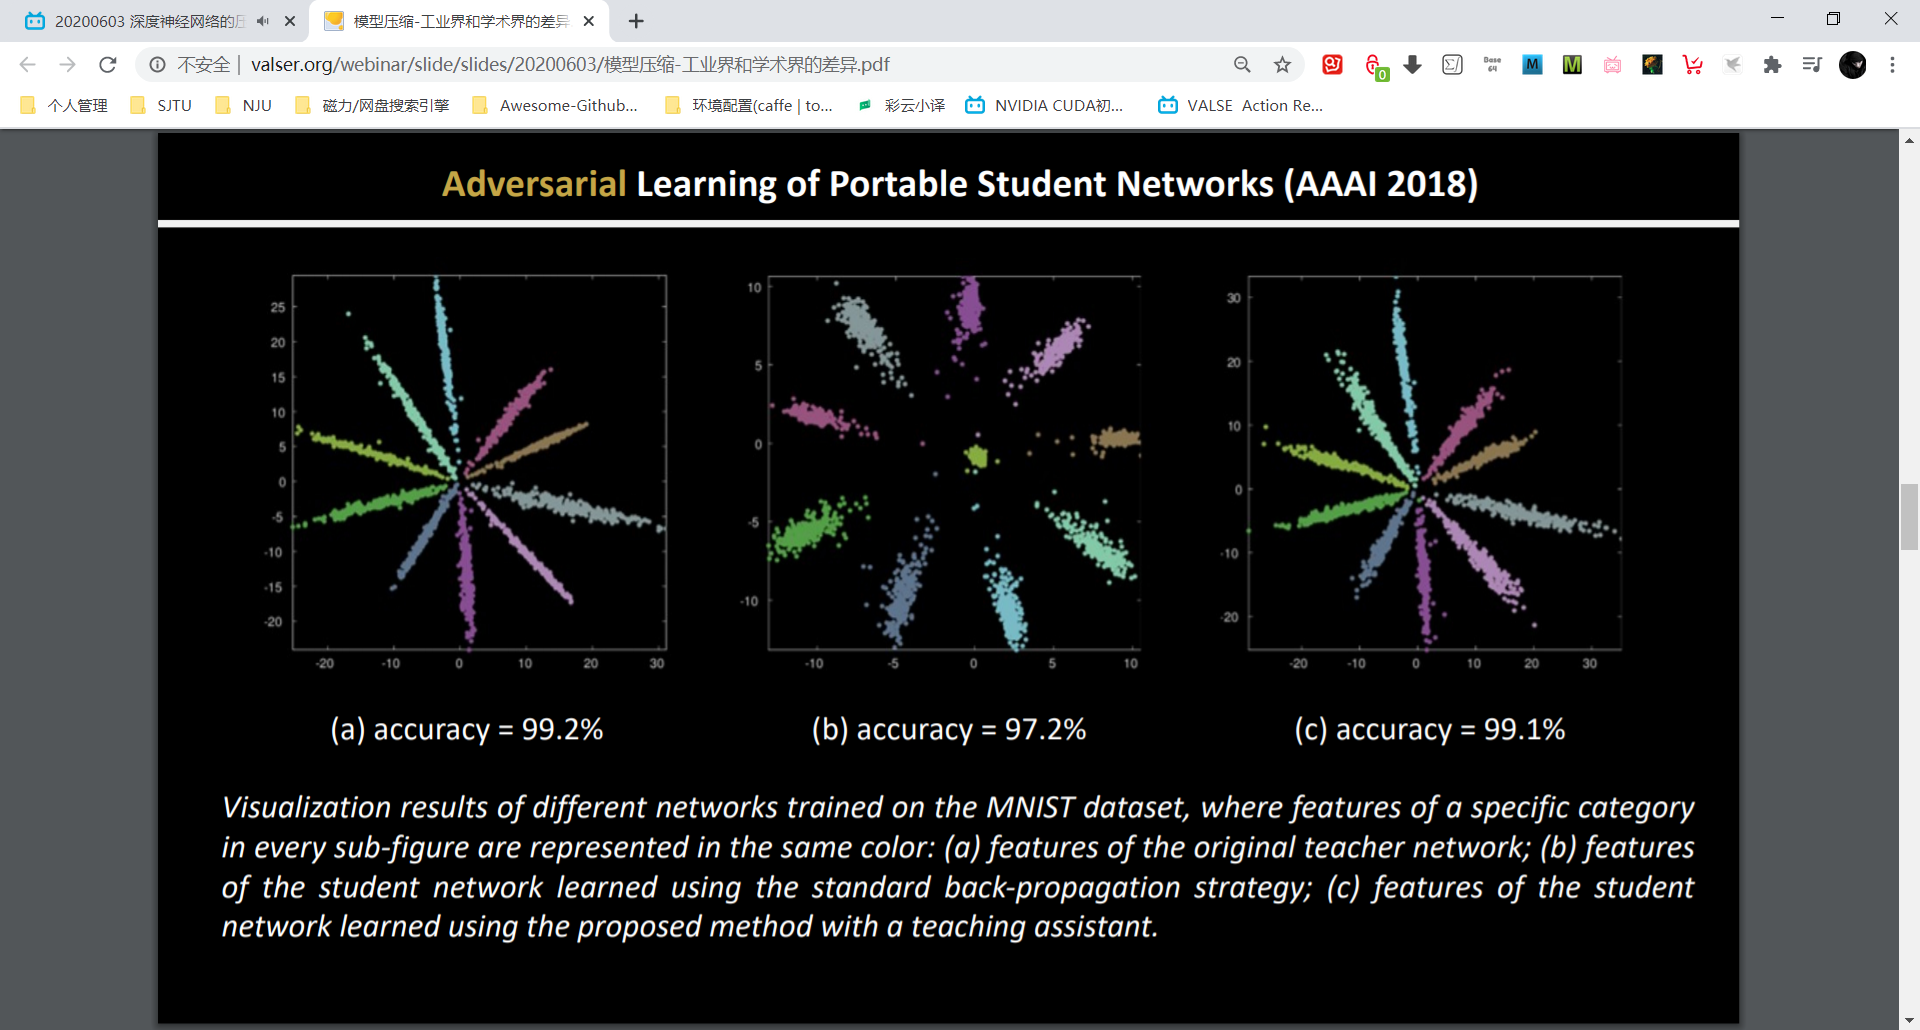 20200603 深度神经网络的压
模型压缩-工业界和学术界的差异
不安全 | valser.org/webinar/slide/slides/20200603/模型压缩-工业界和学术界的差异.pdf
0
Base 64
M
M
个人管理
SJTU
NJU
磁力/网盘搜索引擎
Awesome-Github...
环境配置(caffe | to...
彩云小译
NVIDIA CUDA初...
VALSE Action Re...
Adversarial Learning of Portable Student Networks (AAAI 2018)
25
20
15
10
5
0
-5
-10
-15
-20
-20 -10 0 10 20 30
10
5
0
-5
-10
-10 -5 0 5 10
30
20
10
0
-10
-20
-20 -10 0 10 20 30
(a) accuracy = 99.2%
(b) accuracy = 97.2%
(c) accuracy = 99.1%
Visualization results of different networks trained on the MNIST dataset, where features of a specific category
in every sub-figure are represented in the same color: (a) features of the original teacher network; (b) features
of the student network learned using the standard back-propagation strategy; (c) features of the student
network learned using the proposed method with a teaching assistant.